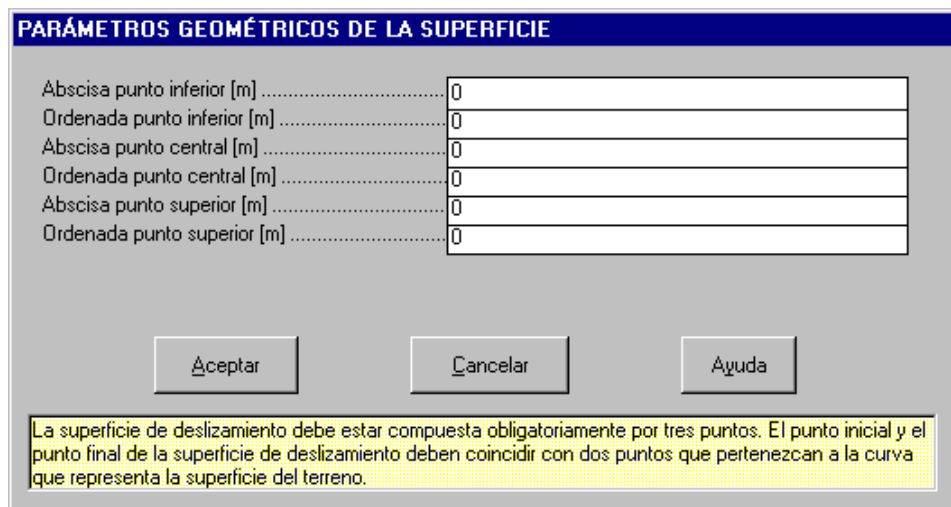 PARÁMETROS GEOMÉTRICOS DE LA SUPERFICIE
Abscisa punto inferior [m] ................................ 0
Ordenada punto inferior [m] ............................. 0
Abscisa punto central [m] ................................ 0
Ordenada punto central [m] ............................. 0
Abscisa punto superior [m] .............................. 0
Ordenada punto superior [m] ........................... 0
Aceptar Cancelar Ayuda
La superficie de deslizamiento debe estar compuesta obligatoriamente por tres puntos. El punto inicial y el
punto final de la superficie de deslizamiento deben coincidir con dos puntos que pertenezcan a la curva
que representa la superficie del terreno.